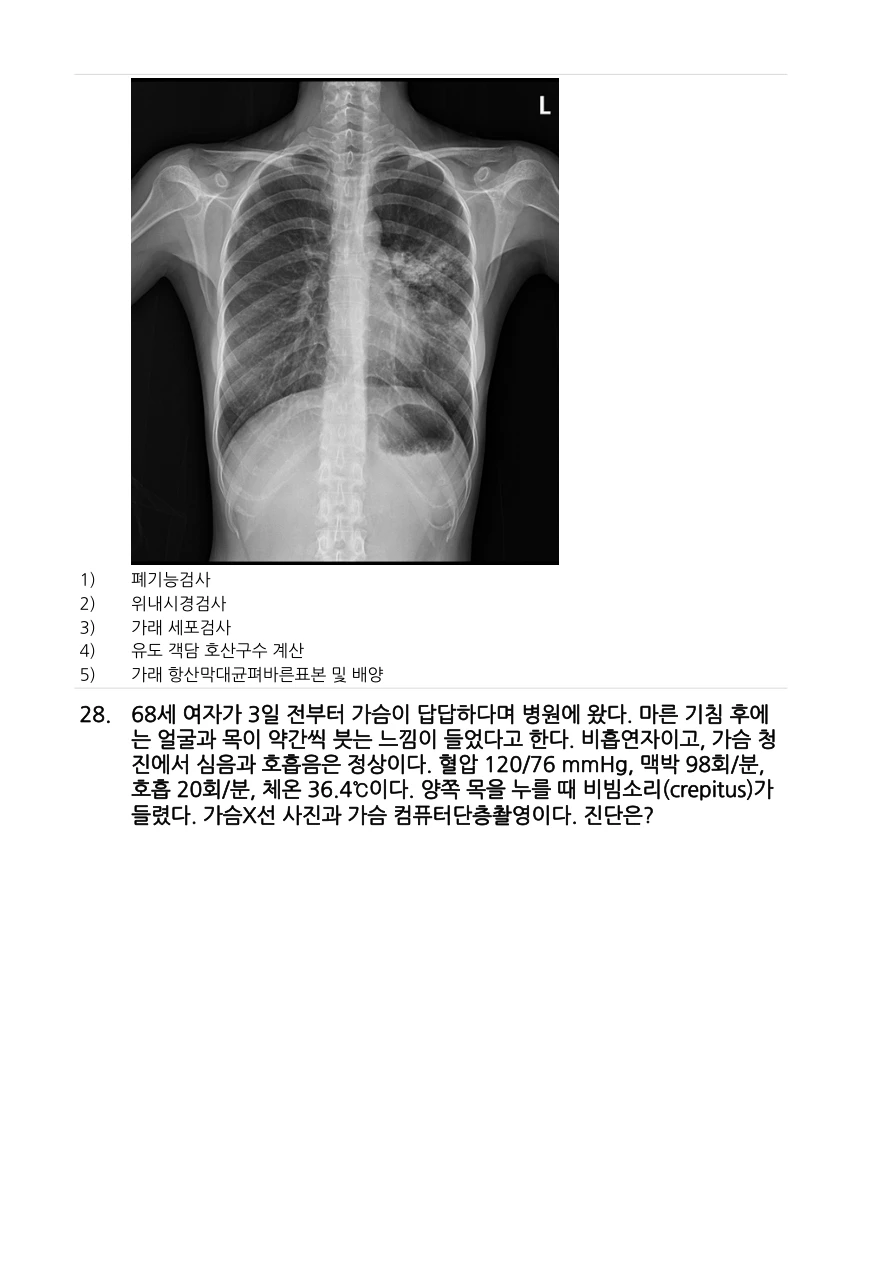 L
1) 폐기능검사
2) 위내시경검사
3) 가래 세포검사
4) 유도 객담 호산구수 계산
5) 가래 항산막대균펴바른표본 및 배양
28. 68세 여자가 3일 전부터 가슴이 답답하다며 병원에 왔다. 마른 기침 후에
는 얼굴과 목이 약간씩 붓는 느낌이 들었다고 한다. 비흡연자이고, 가슴 청
진에서 심음과 호흡음은 정상이다. 혈압 120/76 mmHg, 맥박 98회/분,
호흡 20회/분, 체온 36.4℃이다. 양쪽 목을 누를 때 비빔소리(crepitus)가
들렸다. 가슴X선 사진과 가슴 컴퓨터단층촬영이다. 진단은?